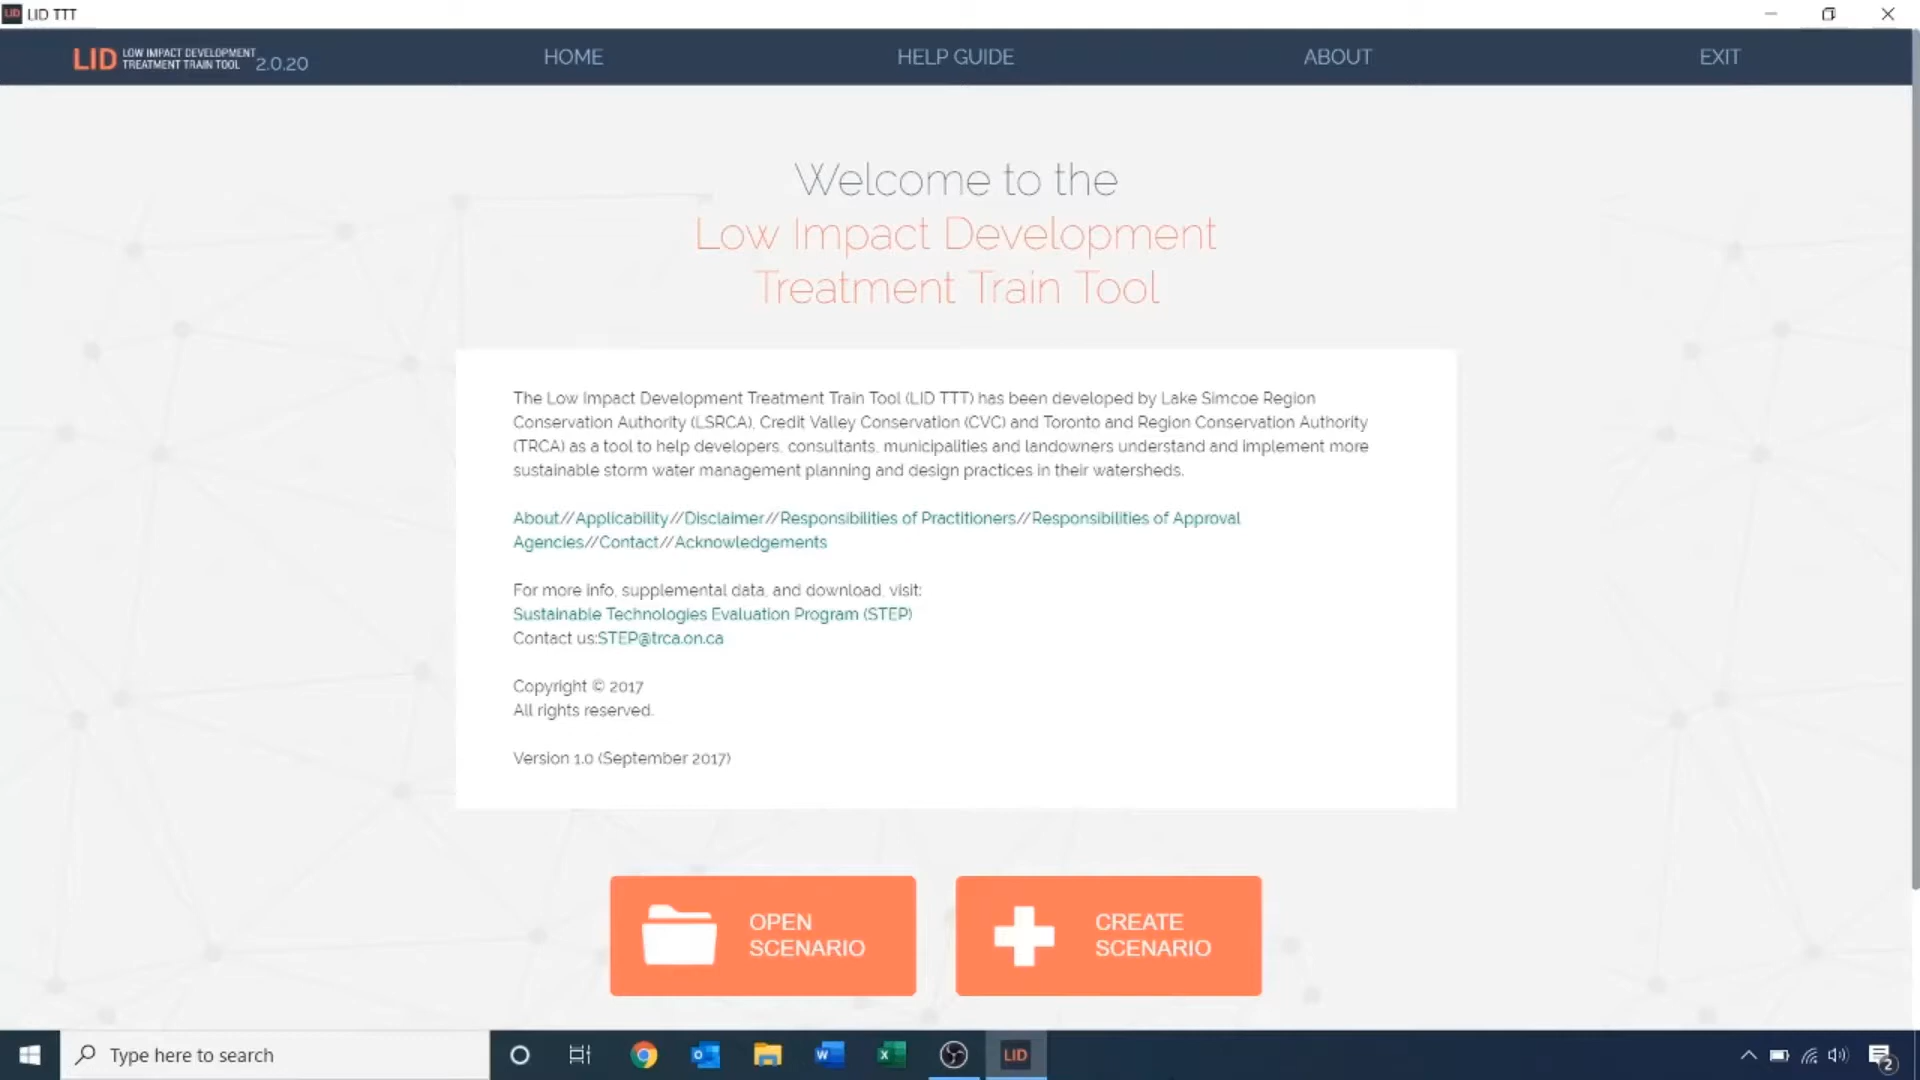 LID LID TTT
LID LOW IMPACT DEVELOPMENT
TREATMENT TRAIN TOOL 2.0.20
HOME
HELP GUIDE
ABOUT
EXIT
Welcome to the
Low Impact Development
Treatment Train Tool
The Low Impact Development Treatment Train Tool (LID TTT) has been developed by Lake Simcoe Region
Conservation Authority (LSRCA), Credit Valley Conservation (CVC) and Toronto and Region Conservation Authority
(TRCA) as a tool to help developers, consultants, municipalities and landowners understand and implement more
sustainable storm water management planning and design practices in their watersheds.
About//Applicability//Disclaimer//Responsibilities of Practitioners//Responsibilities of Approval
Agencies//Contact//Acknowledgements
For more info, supplemental data, and download, visit:
Sustainable Technologies Evaluation Program (STEP)
Contact us:STEP@trca.on.ca
Copyright © 2017
All rights reserved.
Version 1.0 (September 2017)
OPEN
SCENARIO
CREATE
SCENARIO
Type here to search
LID
2